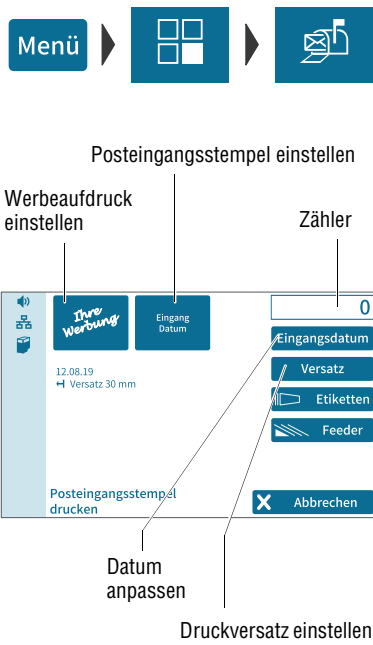 Menü
Posteingangsstempel einstellen
Werbeaufdruck
einstellen
Zähler
Ihre
Werbung
Eingang
Datum
0
Eingangsdatum
12.08.19
Versatz 30 mm
Versatz
Etiketten
Feeder
Posteingangsstempel
drucken
Abbrechen
Datum
anpassen
Druckversatz einstellen